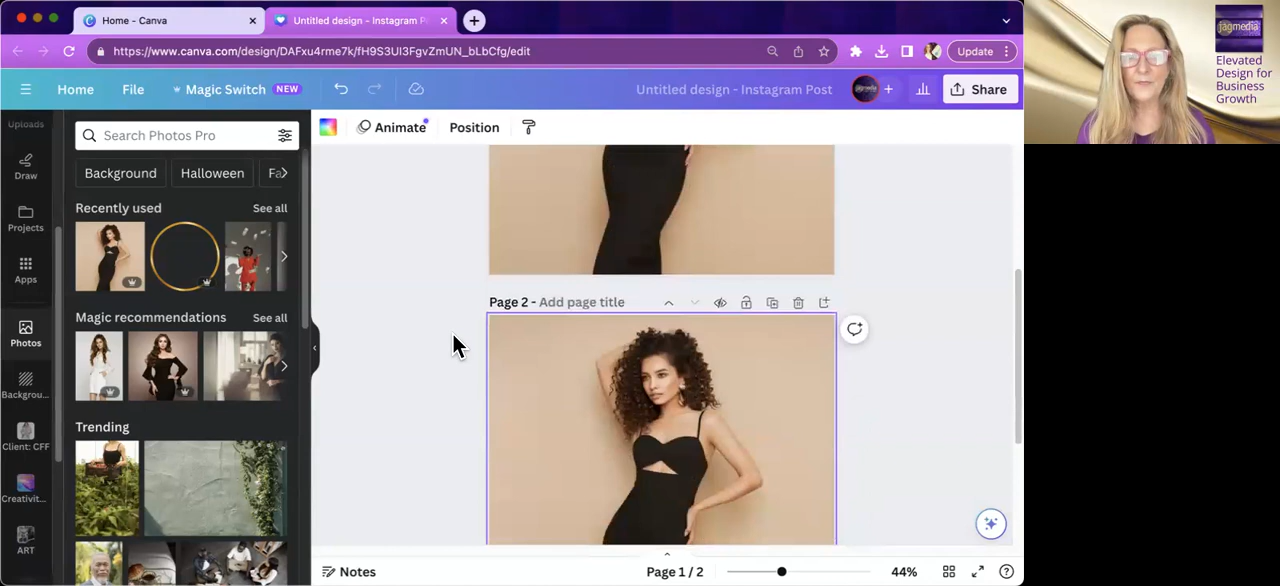 Home - Canva
Untitled design - Instagram P
https://www.canva.com/design/DAFxu4rme7k/fH9S3UI3FgvZmUN_bLbCfg/edit
Update
Home
File
Magic Switch NEW
Untitled design - Instagram Post
Share
jagmedia
Elevated
Design for
Business
Growth
Uploads
Draw
Projects
Apps
Photos
Backgrou...
Client: CFF
Creativit...
ART
Search Photos Pro
Background
Halloween
Fa
Recently used
See all
Magic recommendations
See all
Trending
Animate
Position
Page 2 - Add page title
Notes
Page 1 / 2
44%